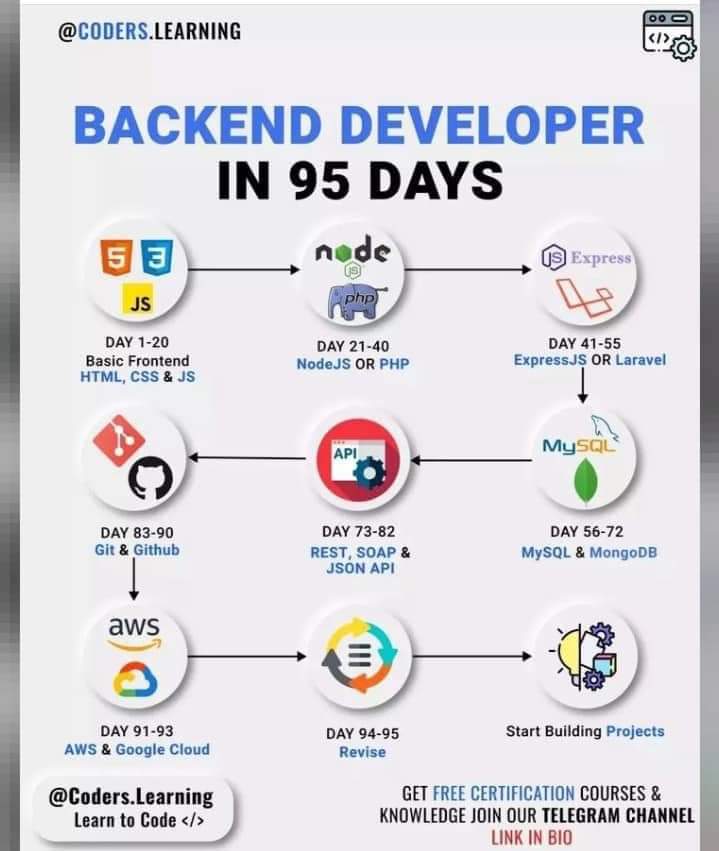 @CODERS.LEARNING
</>
BACKEND DEVELOPER
IN 95 DAYS
5 3
JS
DAY 1-20
Basic Frontend
HTML, CSS & JS
node
JS
php
DAY 21-40
NodeJS OR PHP
JS Express
DAY 41-55
ExpressJS OR Laravel
MySQL
DAY 56-72
MySQL & MongoDB
API
DAY 73-82
REST, SOAP &
JSON API
DAY 83-90
Git & Github
aws
DAY 91-93
AWS & Google Cloud
DAY 94-95
Revise
Start Building Projects
@Coders.Learning
Learn to Code </>
GET FREE CERTIFICATION COURSES &
KNOWLEDGE JOIN OUR TELEGRAM CHANNEL
LINK IN BIO